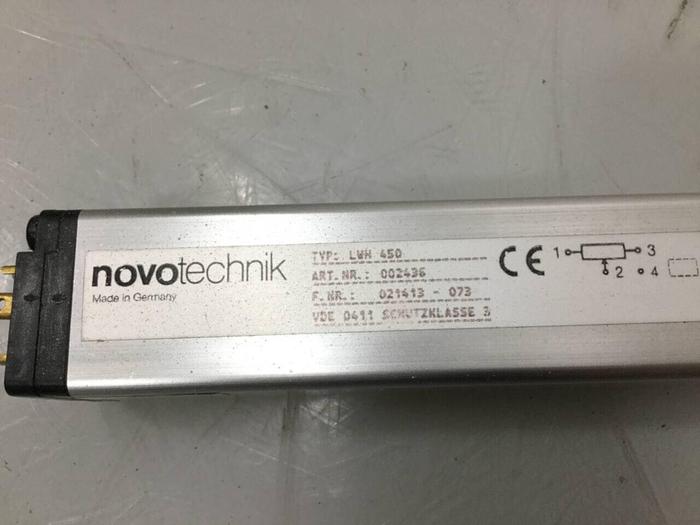 novotechnik
Made in Germany
TYP: LWH 450
ART.NR.: 002436
F.NR.: 021413 - 073
VDE 0411 SCHUTZKLASSE 3
CE
1 3
2 4